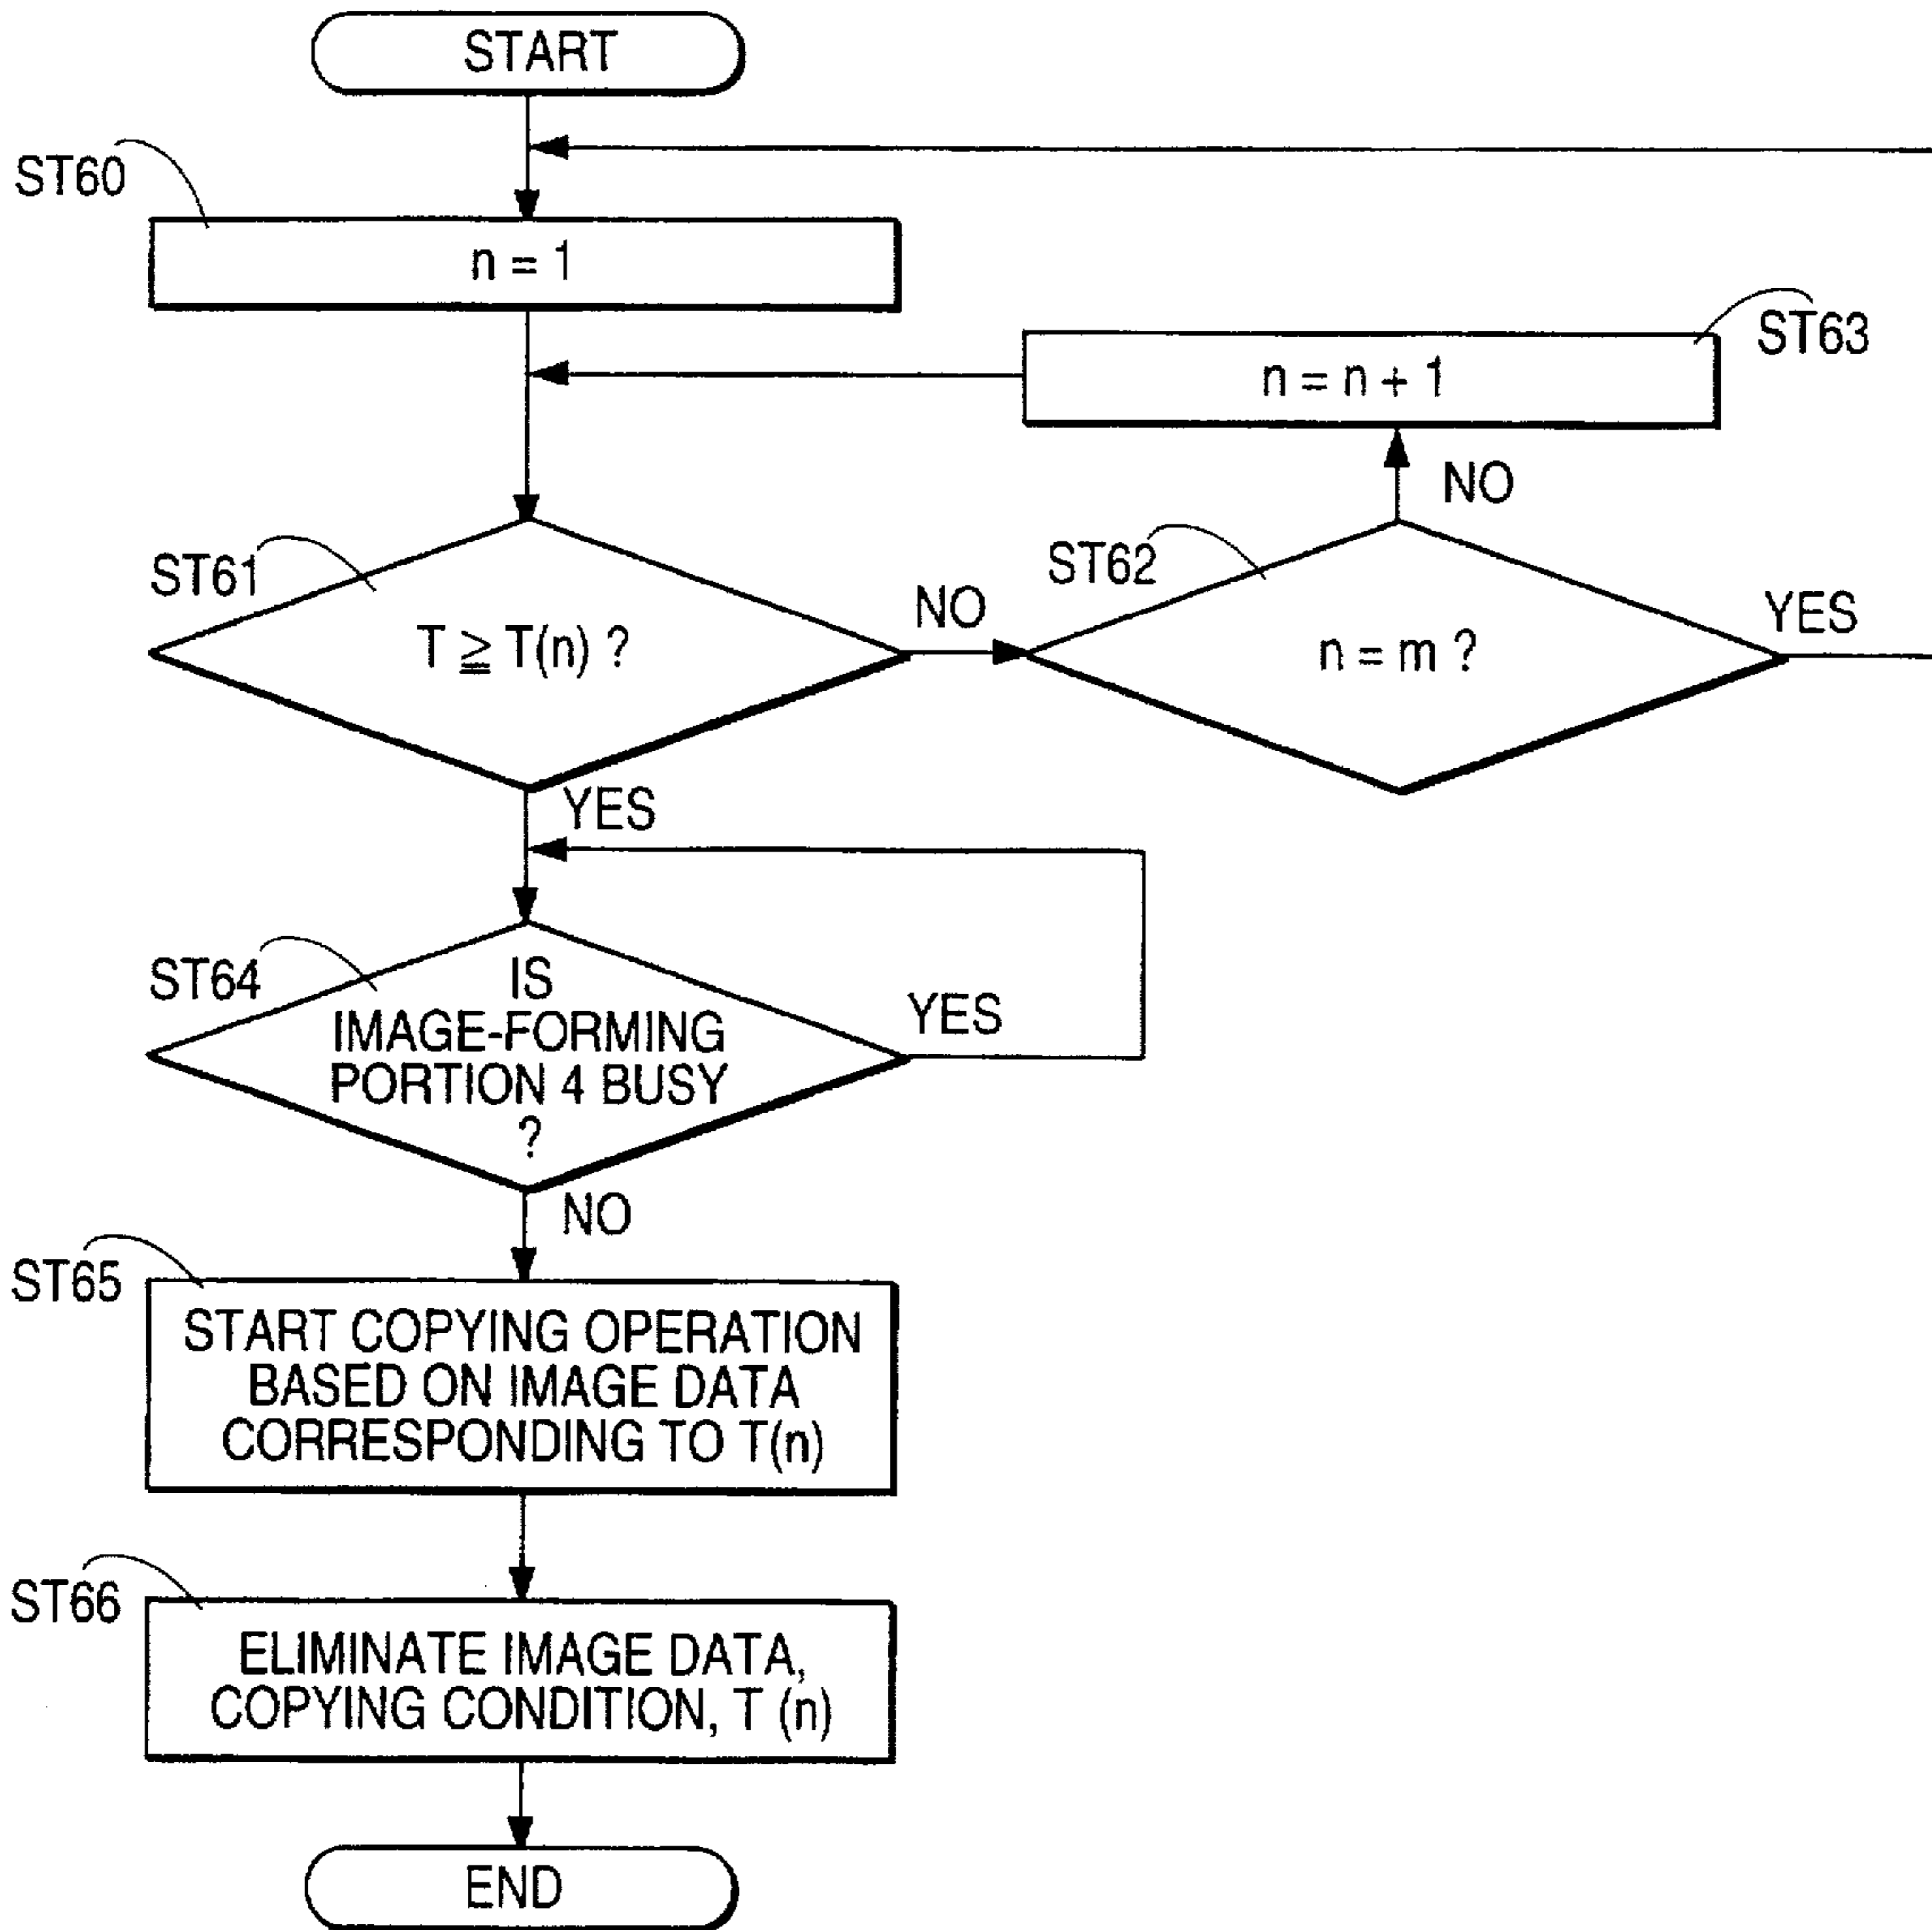 START
ST60
n = 1
ST63
n = n + 1
NO
ST61
T ≧ T(n) ?
NO
ST62
n = m ?
YES
YES
ST64
IS
IMAGE-FORMING
PORTION 4 BUSY
?
YES
NO
ST65
START COPYING OPERATION
BASED ON IMAGE DATA
CORRESPONDING TO T(n)
ST66
ELIMINATE IMAGE DATA,
COPYING CONDITION, T (n)
END